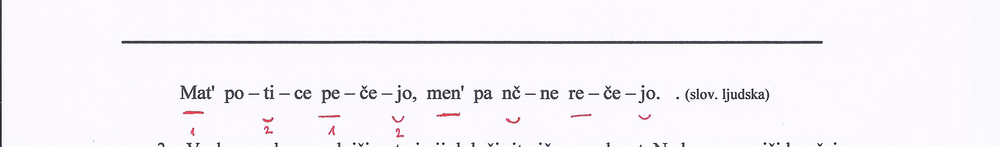 Mat' po – ti – ce pe – če – jo, men' pa nč – ne re – če – jo. . (slov. ljudska)
1 2 1 2